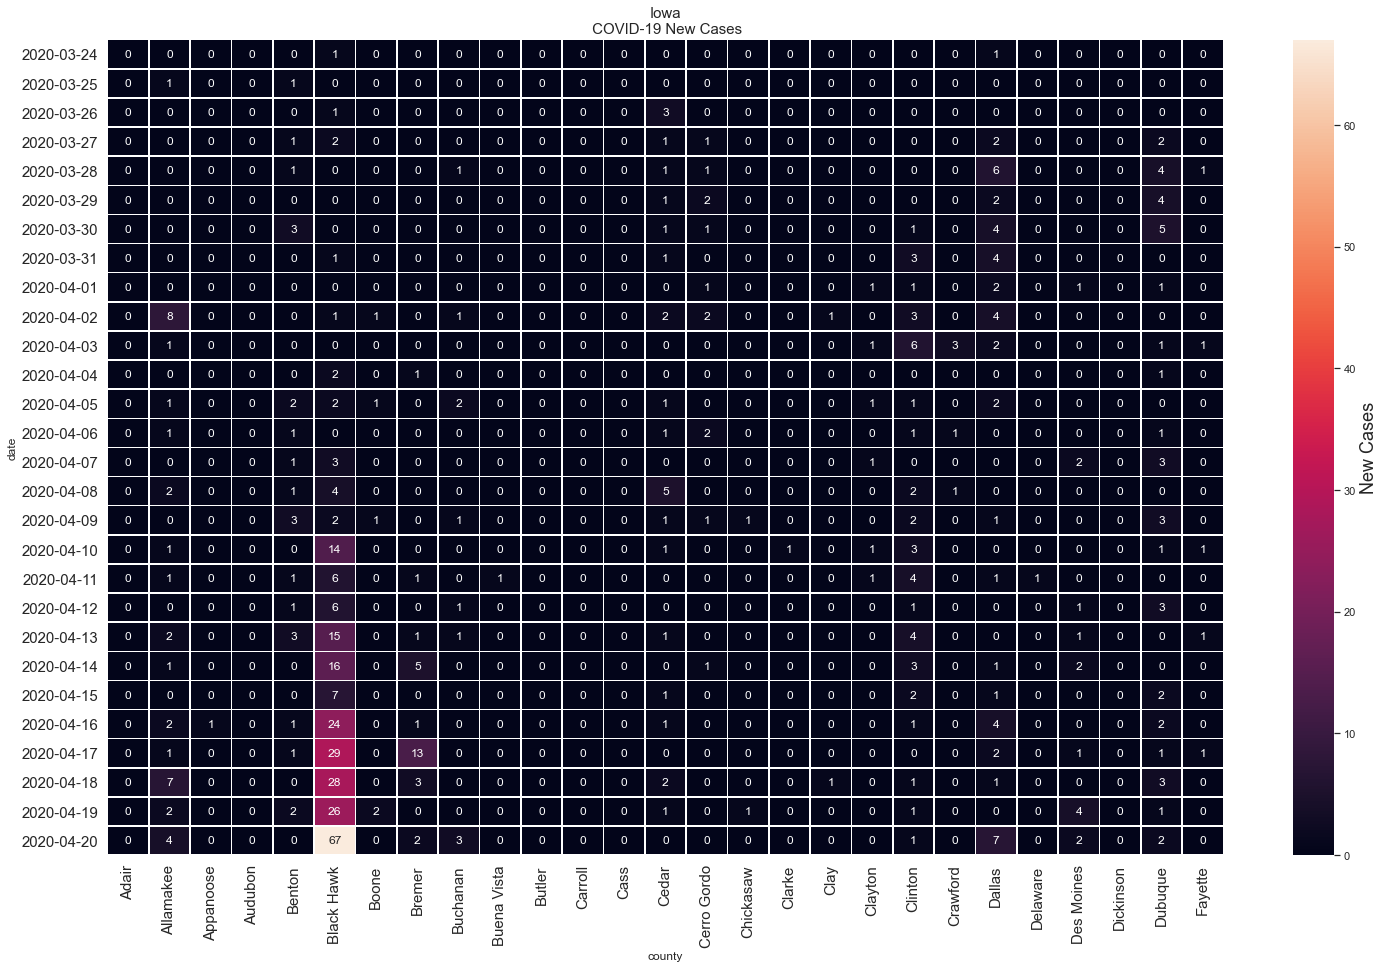 Iowa
COVID-19 New Cases
2020-03-24 0 0 0 0 0 1 0 0 0 0 0 0 0 0 0 0 0 0 0 0 0 1 0 0 0 0 0
2020-03-25 0 1 0 0 1 0 0 0 0 0 0 0 0 0 0 0 0 0 0 0 0 0 0 0 0 0 0
2020-03-26 0 0 0 0 0 1 0 0 0 0 0 0 0 3 0 0 0 0 0 0 0 0 0 0 0 0 0
2020-03-27 0 0 0 0 1 2 0 0 0 0 0 0 0 1 1 0 0 0 0 0 0 2 0 0 0 2 0
2020-03-28 0 0 0 0 1 0 0 0 1 0 0 0 0 1 1 0 0 0 0 0 0 6 0 0 0 4 1
2020-03-29 0 0 0 0 0 0 0 0 0 0 0 0 0 1 2 0 0 0 0 0 0 2 0 0 0 4 0
2020-03-30 0 0 0 0 3 0 0 0 0 0 0 0 0 1 1 0 0 0 0 1 0 4 0 0 0 5 0
2020-03-31 0 0 0 0 0 1 0 0 0 0 0 0 0 1 0 0 0 0 0 3 0 4 0 0 0 0 0
2020-04-01 0 0 0 0 0 0 0 0 0 0 0 0 0 0 1 0 0 0 1 1 0 2 0 1 0 1 0
2020-04-02 0 8 0 0 0 1 1 0 1 0 0 0 0 2 2 0 0 1 0 3 0 4 0 0 0 0 0
2020-04-03 0 1 0 0 0 0 0 0 0 0 0 0 0 0 0 0 0 0 1 6 3 2 0 0 0 1 1
2020-04-04 0 0 0 0 0 2 0 1 0 0 0 0 0 0 0 0 0 0 0 0 0 0 0 0 0 1 0
2020-04-05 0 1 0 0 2 2 1 0 2 0 0 0 0 1 0 0 0 0 1 1 0 2 0 0 0 0 0
2020-04-06 0 1 0 0 1 0 0 0 0 0 0 0 0 1 2 0 0 0 0 1 1 0 0 0 0 1 0
2020-04-07 0 0 0 0 1 3 0 0 0 0 0 0 0 0 0 0 0 0 1 0 0 0 0 2 0 3 0
2020-04-08 0 2 0 0 1 4 0 0 0 0 0 0 0 5 0 0 0 0 0 2 1 0 0 0 0 0 0
2020-04-09 0 0 0 0 3 2 1 0 1 0 0 0 0 1 1 1 0 0 0 2 0 1 0 0 0 3 0
2020-04-10 0 1 0 0 0 14 0 0 0 0 0 0 0 1 0 0 1 0 1 3 0 0 0 0 0 1 1
2020-04-11 0 1 0 0 1 6 0 1 0 1 0 0 0 0 0 0 0 0 1 4 0 1 1 0 0 0 0
2020-04-12 0 0 0 0 1 6 0 0 1 0 0 0 0 0 0 0 0 0 0 1 0 0 0 1 0 3 0
2020-04-13 0 2 0 0 3 15 0 1 1 0 0 0 0 1 0 0 0 0 0 4 0 0 0 1 0 0 1
2020-04-14 0 1 0 0 0 16 0 5 0 0 0 0 0 0 1 0 0 0 0 3 0 1 0 2 0 0 0
2020-04-15 0 0 0 0 0 7 0 0 0 0 0 0 0 1 0 0 0 0 0 2 0 1 0 0 0 2 0
2020-04-16 0 2 1 0 1 24 0 1 0 0 0 0 0 1 0 0 0 0 0 1 0 4 0 0 0 2 0
2020-04-17 0 1 0 0 1 29 0 13 0 0 0 0 0 0 0 0 0 0 0 0 0 2 0 1 0 1 1
2020-04-18 0 7 0 0 0 28 0 3 0 0 0 0 0 2 0 0 0 1 0 1 0 1 0 0 0 3 0
2020-04-19 0 2 0 0 2 26 2 0 0 0 0 0 0 1 0 1 0 0 0 1 0 0 0 4 0 1 0
2020-04-20 0 4 0 0 0 67 0 2 3 0 0 0 0 0 0 0 0 0 0 1 0 7 0 2 0 2 0
date
Adair Allamakee Appanoose Audubon Benton Black Hawk Boone Bremer Buchanan Buena Vista Butler Carroll Cass Cedar Cerro Gordo Chickasaw Clarke Clay Clayton Clinton Crawford Dallas Delaware Des Moines Dickinson Dubuque Fayette
county
60
50
40
30
20
10
0
New Cases